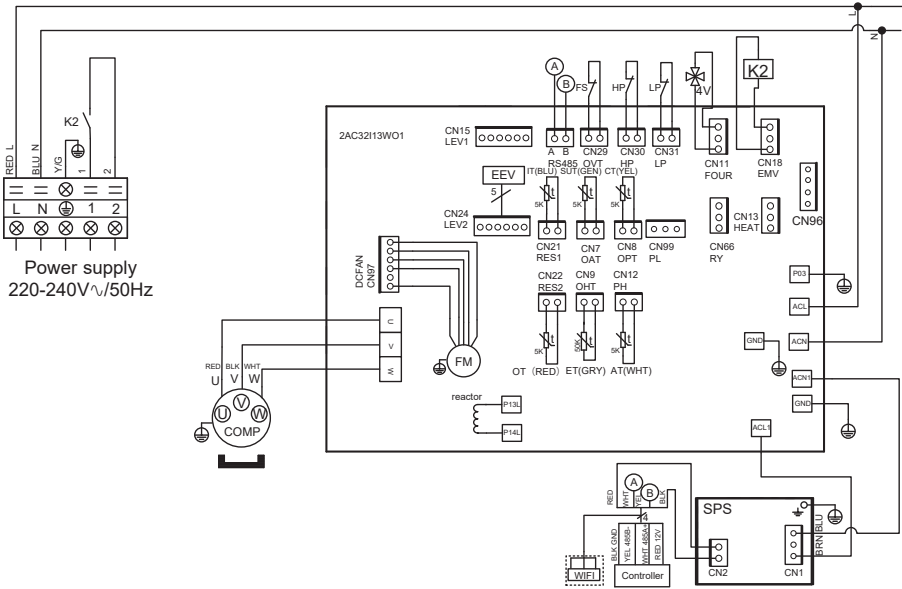 L
N
RED L
BLU N
Y/G
K2
1
2
L N 1 2
Power supply
220-240V∿/50Hz
2AC32I13WO1
CN15
LEV1
EEV
5
CN24
LEV2
A
B
A B
RS485
FS
CN29
OVT
HP
CN30
HP
LP
CN31
LP
4V
CN11
FOUR
K2
CN18
EMV
CN96
IT(BLU) SUT(GEN) CT(YEL)
t
5K
t
5K
t
5K
CN21
RES1
CN7
OAT
CN8
OPT
CN99
PL
CN66
RY
CN13
HEAT
CN22
RES2
CN9
OHT
CN12
PH
t
5K
t
50K
t
5K
OT (RED) ET(GRY) AT(WHT)
DCFAN
CN97
FM
U
V
W
RED BLK WHT
U V W
U
V
W
COMP
reactor
P13L
P14L
P03
ACL
ACN
GND
ACN1
GND
ACL1
RED
WHT
A
YEL
B
BLK
4
BLK GND
YEL 485B-
WHT 485A+
RED 12V
WIFI
Controller
SPS
CN2
CN1
BRN
BLU